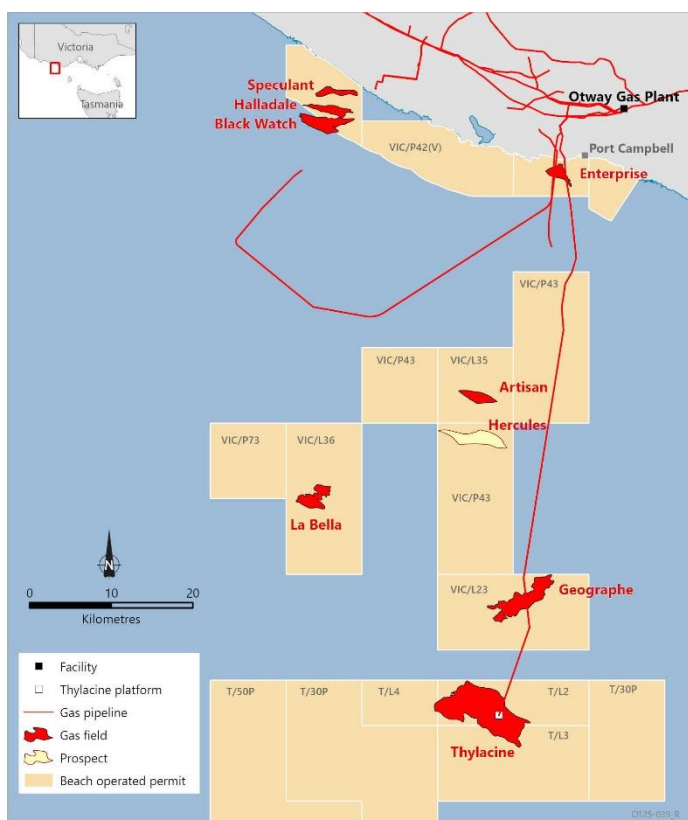 Victoria
Tasmania
Speculant
Halladale
Black Watch
Otway Gas Plant
VIC/P42(V)
Port Campbell
Enterprise
VIC/P43
VIC/P43
VIC/L35
Artisan
Hercules
VIC/P73
VIC/L36
La Bella
VIC/P43
N
0 10 20
Kilometres
VIC/L23
Geographe
Facility
Thylacine platform
Gas pipeline
Gas field
Prospect
Beach operated permit
T/50P
T/30P
T/L4
T/L2
T/30P
T/L3
Thylacine
O125-039_R